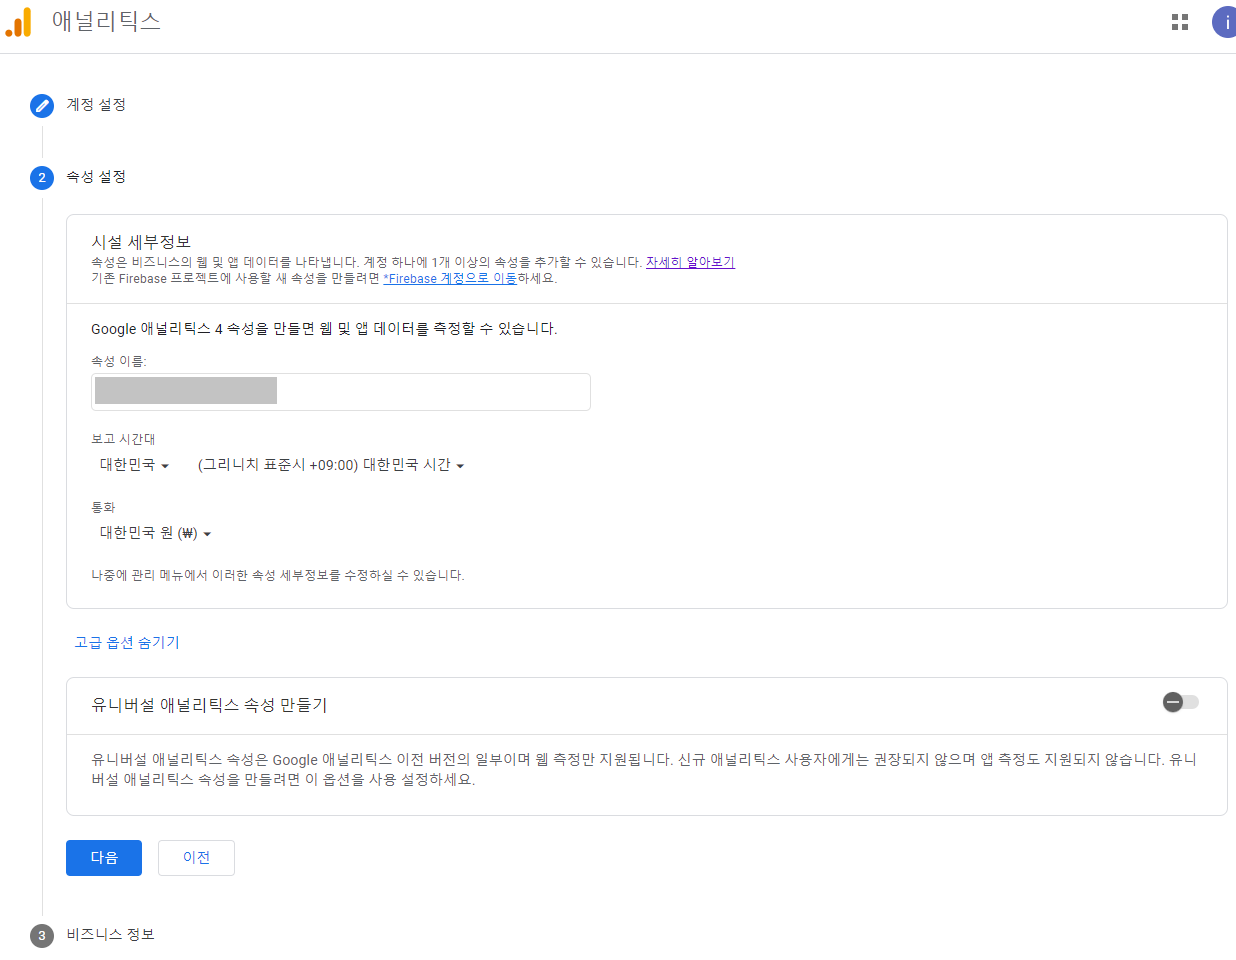 애널리틱스
i
계정 설정
2
속성 설정
시설 세부정보
속성은 비즈니스의 웹 및 앱 데이터를 나타냅니다. 계정 하나에 1개 이상의 속성을 추가할 수 있습니다. 자세히 알아보기
기존 Firebase 프로젝트에 사용할 새 속성을 만들려면 *Firebase 계정으로 이동하세요.
Google 애널리틱스 4 속성을 만들면 웹 및 앱 데이터를 측정할 수 있습니다.
속성 이름:
보고 시간대
대한민국 (그리니치 표준시 +09:00) 대한민국 시간
통화
대한민국 원 (₩)
나중에 관리 메뉴에서 이러한 속성 세부정보를 수정하실 수 있습니다.
고급 옵션 숨기기
유니버설 애널리틱스 속성 만들기
유니버설 애널리틱스 속성은 Google 애널리틱스 이전 버전의 일부이며 웹 측정만 지원됩니다. 신규 애널리틱스 사용자에게는 권장되지 않으며 앱 측정도 지원되지 않습니다. 유니
버설 애널리틱스 속성을 만들려면 이 옵션을 사용 설정하세요.
다음 이전
3
비즈니스 정보